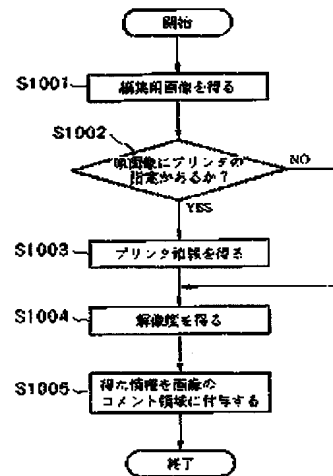 開始
S1001
編集用画像を得る
S1002
原画像にプリンタの
指定があるか？
NO
YES
S1003
プリンタ情報を得る
S1004
解像度を得る
S1005
得た情報を画像の
コメント領域に付与する
終了